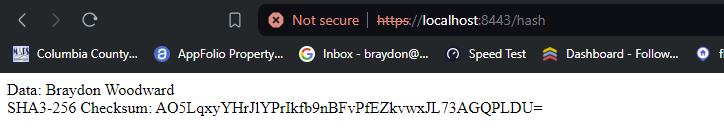 Not secure https://localhost:8443/hash
Columbia County... AppFolio Property... Inbox - braydon@... Speed Test Dashboard - Follow...
Data: Braydon Woodward
SHA3-256 Checksum: AO5LqxyYHrJlYPrIkfb9nBFvPfEZkvwxJL73AGQPLDU=